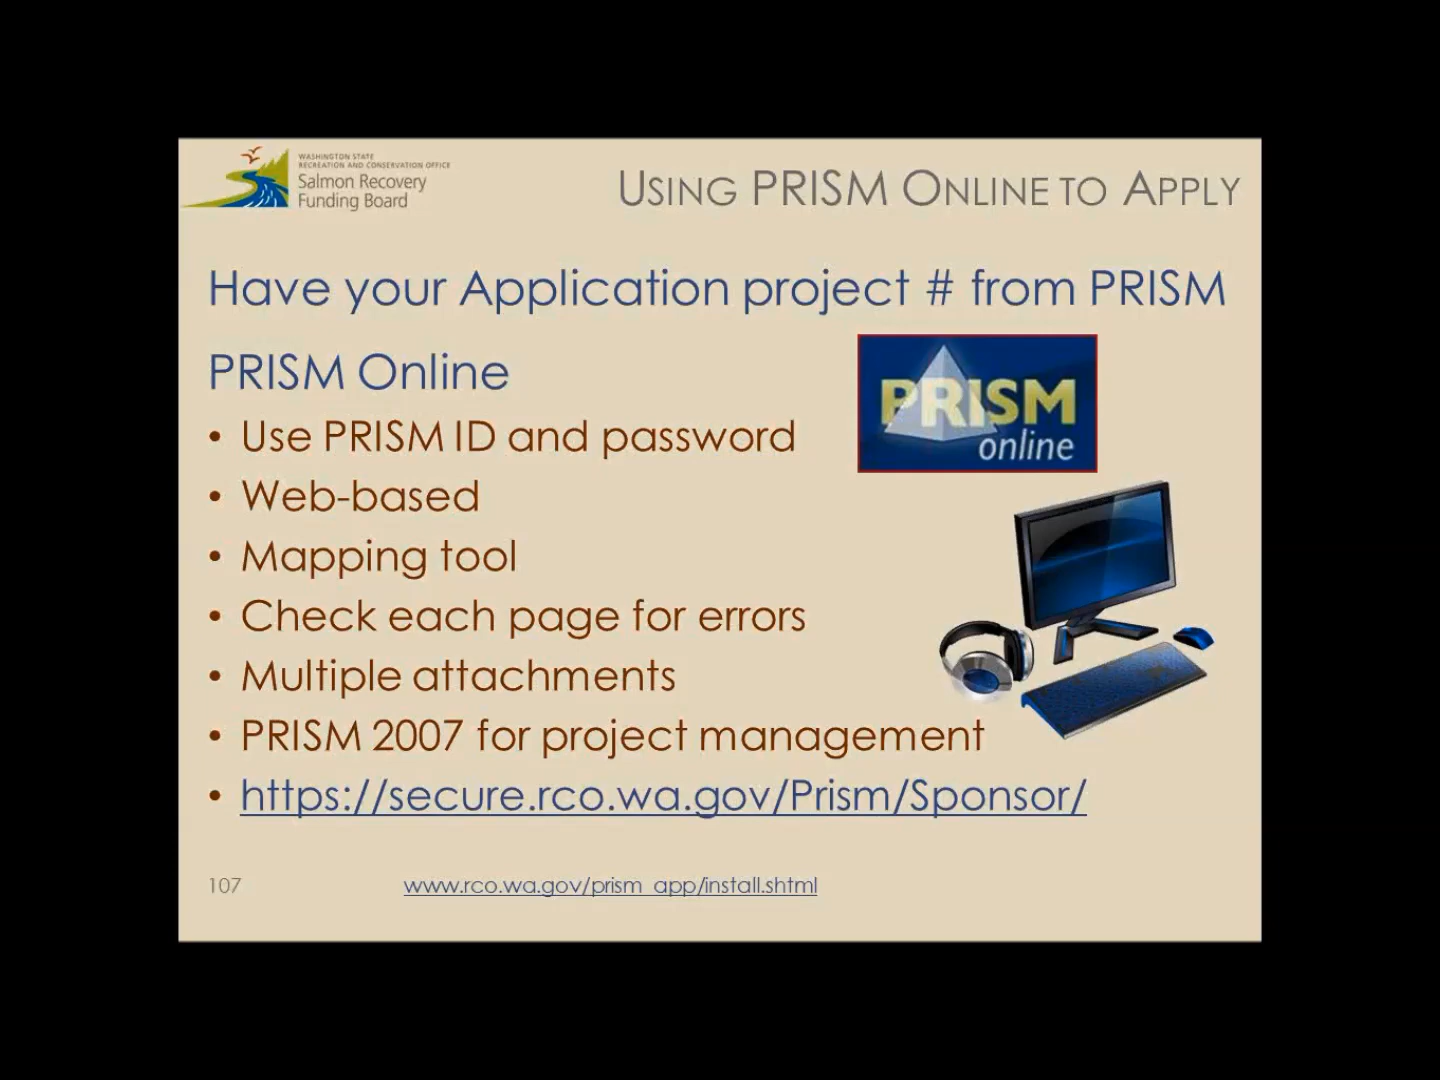 WASHINGTON STATE
RECREATION AND CONSERVATION OFFICE
Salmon Recovery
Funding Board
USING PRISM ONLINE TO APPLY
Have your Application project # from PRISM
PRISM Online
PRISM
online
• Use PRISM ID and password
• Web-based
• Mapping tool
• Check each page for errors
• Multiple attachments
• PRISM 2007 for project management
• https://secure.rco.wa.gov/Prism/Sponsor/
107
www.rco.wa.gov/prism_app/install.shtml